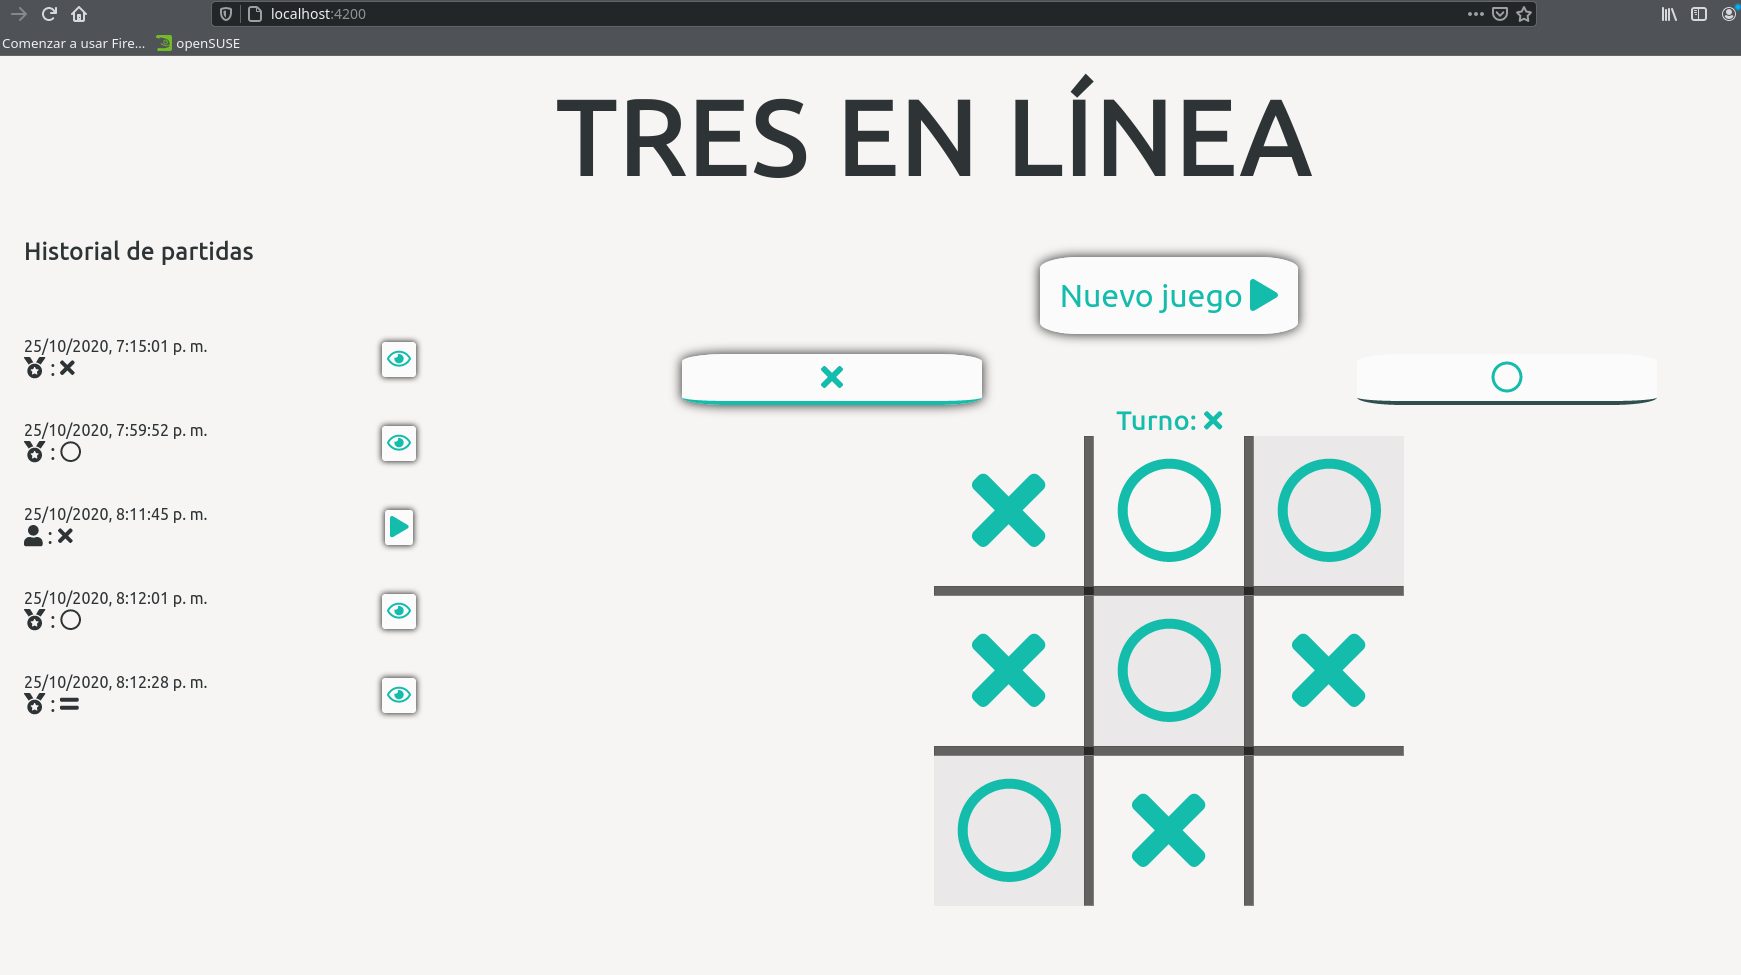 localhost:4200
Comenzar a usar Fire...
openSUSE
TRES EN LÍNEA
Historial de partidas
Nuevo juego
25/10/2020, 7:15:01 p. m.
:
25/10/2020, 7:59:52 p. m.
:
25/10/2020, 8:11:45 p. m.
:
25/10/2020, 8:12:01 p. m.
:
25/10/2020, 8:12:28 p. m.
:
Turno: